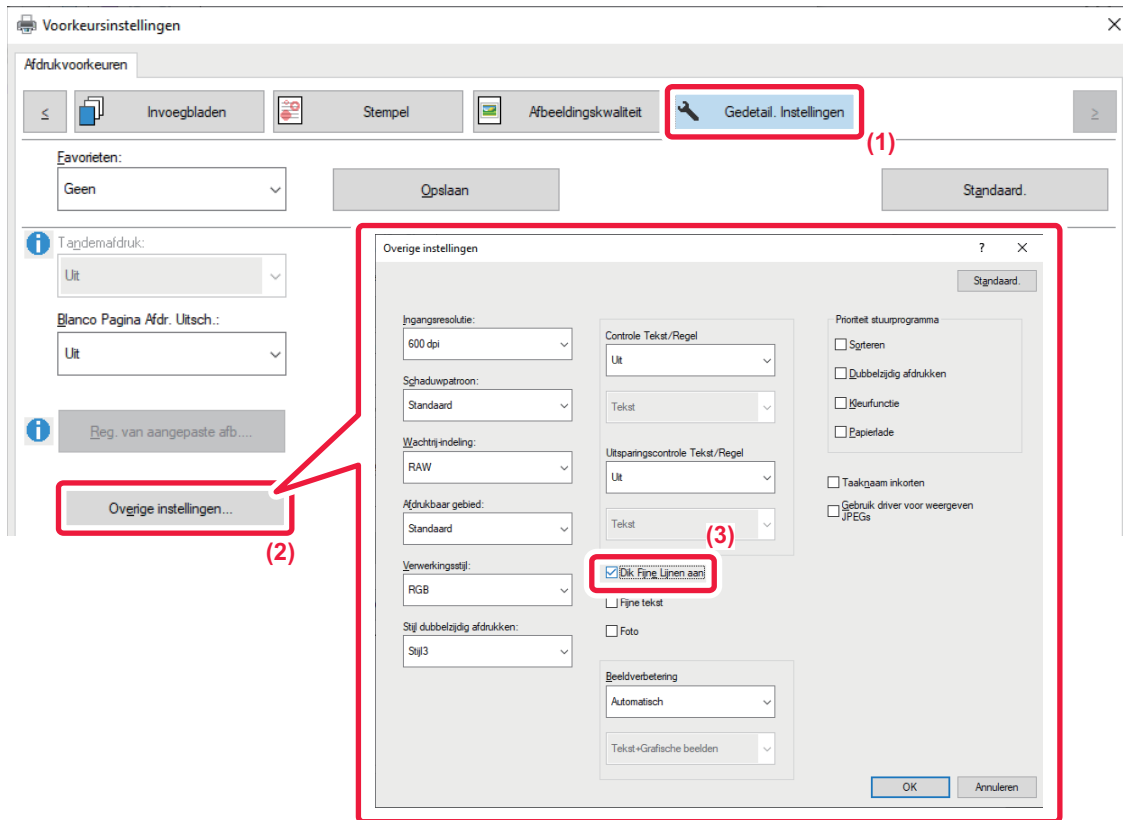 Voorkeursinstellingen
Afdrukvoorkeuren
≤
Invoegbladen
Stempel
Afbeeldingskwaliteit
Gedetail. Instellingen
≥
(1)
Favorieten:
Geen
Opslaan
Standaard.
Tandemafdruk:
Uit
Blanco Pagina Afdr. Uitsch.:
Uit
Reg. van aangepaste afb....
Overige instellingen...
(2)
Overige instellingen
?
Standaard.
Ingangsresolutie:
600 dpi
Schaduwpatroon:
Standaard
Wachtrij-indeling:
RAW
Afdrukbaar gebied:
Standaard
Verwerkingsstijl:
RGB
Stijl dubbelzijdig afdrukken:
Stijl3
Controle Tekst/Regel
Uit
Tekst
Uitsparingscontrole Tekst/Regel
Uit
Tekst
(3)
Dik Fijne Lijnen aan
Fijne tekst
Foto
Beeldverbetering
Automatisch
Tekst+Grafische beelden
Prioriteit stuurprogramma
Sorteren
Dubbelzijdig afdrukken
Kleurfunctie
Papierlade
Taaknaam inkorten
Gebruik driver voor weergeven
JPEGs
OK
Annuleren